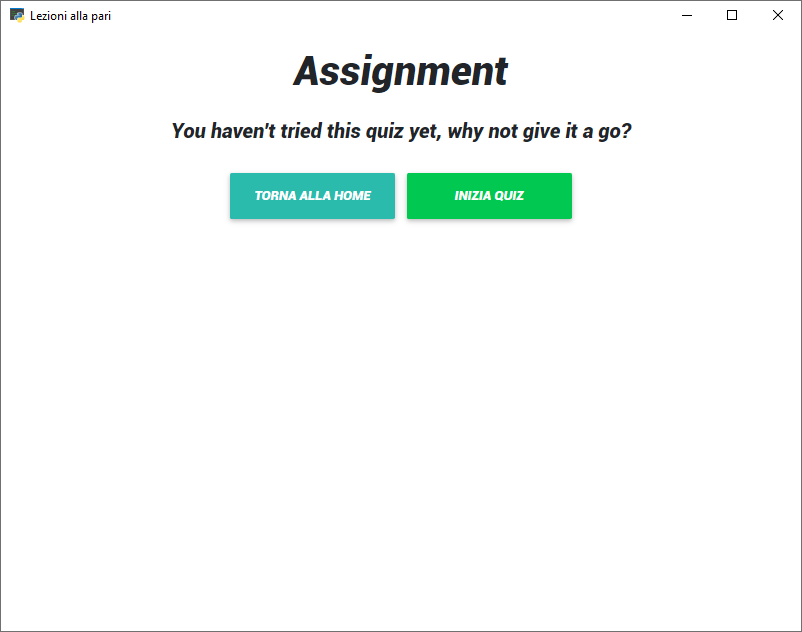 Lezioni alla pari
Assignment
You haven't tried this quiz yet, why not give it a go?
TORNA ALLA HOME
INIZIA QUIZ